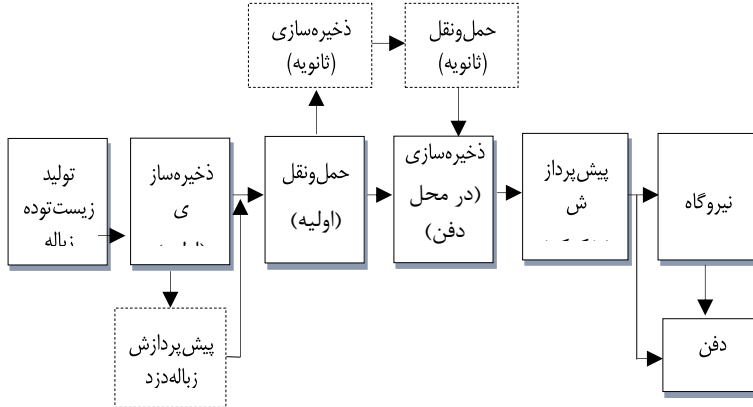 ذخیره‌سازی
(ثانویه)
حمل‌ونقل
(ثانویه)
تولید
زیست‌توده
زباله
ذخیره‌ساز
ی
حمل‌ونقل
(اولیه)
ذخیره‌سازی
(در محل
دفن)
پیش‌پرداز
ش
نیروگاه
پیش‌پردازش
زباله‌دزد
دفن